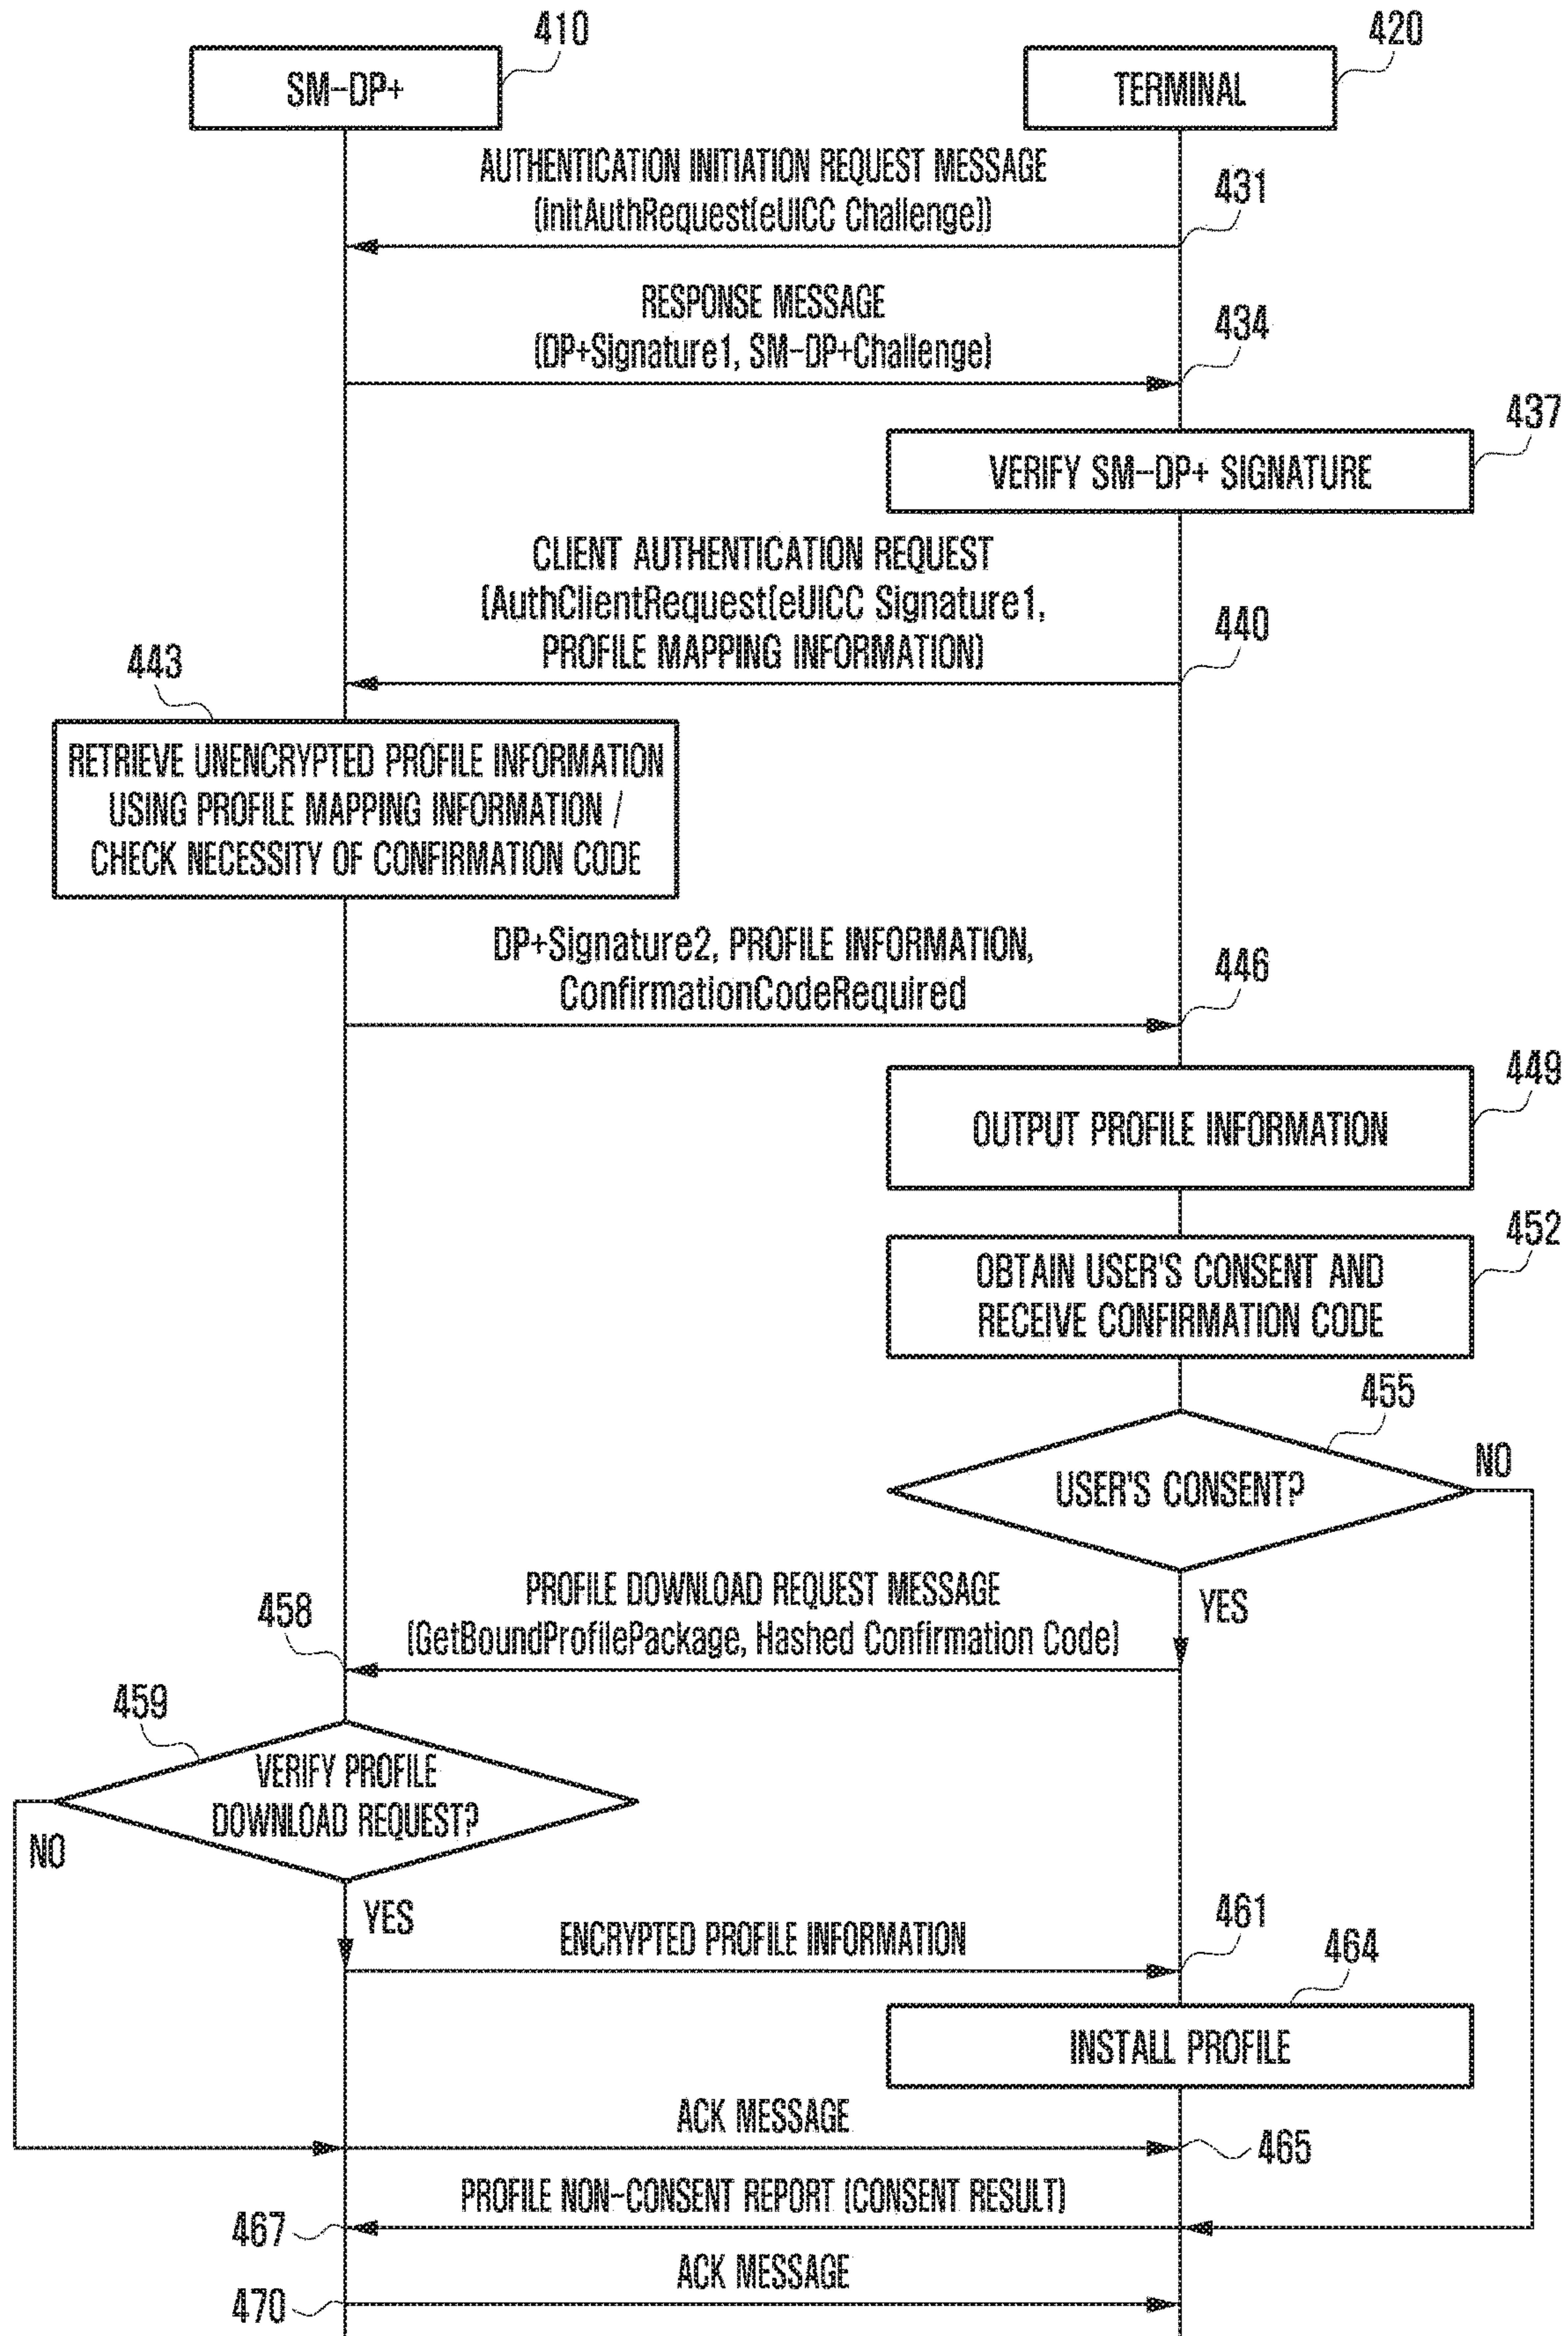 410
420
SM-DP+
TERMINAL
AUTHENTICATION INITIATION REQUEST MESSAGE
(initAuthRequest(eUICC Challenge))
431
RESPONSE MESSAGE
(DP+Signature1, SM-DP+Challenge)
434
437
VERIFY SM-DP+ SIGNATURE
CLIENT AUTHENTICATION REQUEST
(AuthClientRequest(eUICC Signature1,
PROFILE MAPPING INFORMATION)
440
443
RETRIEVE UNENCRYPTED PROFILE INFORMATION
USING PROFILE MAPPING INFORMATION /
CHECK NECESSITY OF CONFIRMATION CODE
DP+Signature2, PROFILE INFORMATION,
ConfirmationCodeRequired
446
449
OUTPUT PROFILE INFORMATION
452
OBTAIN USER'S CONSENT AND
RECEIVE CONFIRMATION CODE
455
USER'S CONSENT?
NO
YES
PROFILE DOWNLOAD REQUEST MESSAGE
(GetBoundProfilePackage, Hashed Confirmation Code)
458
459
VERIFY PROFILE
DOWNLOAD REQUEST?
NO
YES
ENCRYPTED PROFILE INFORMATION
461
464
INSTALL PROFILE
ACK MESSAGE
465
PROFILE NON-CONSENT REPORT (CONSENT RESULT)
467
ACK MESSAGE
470